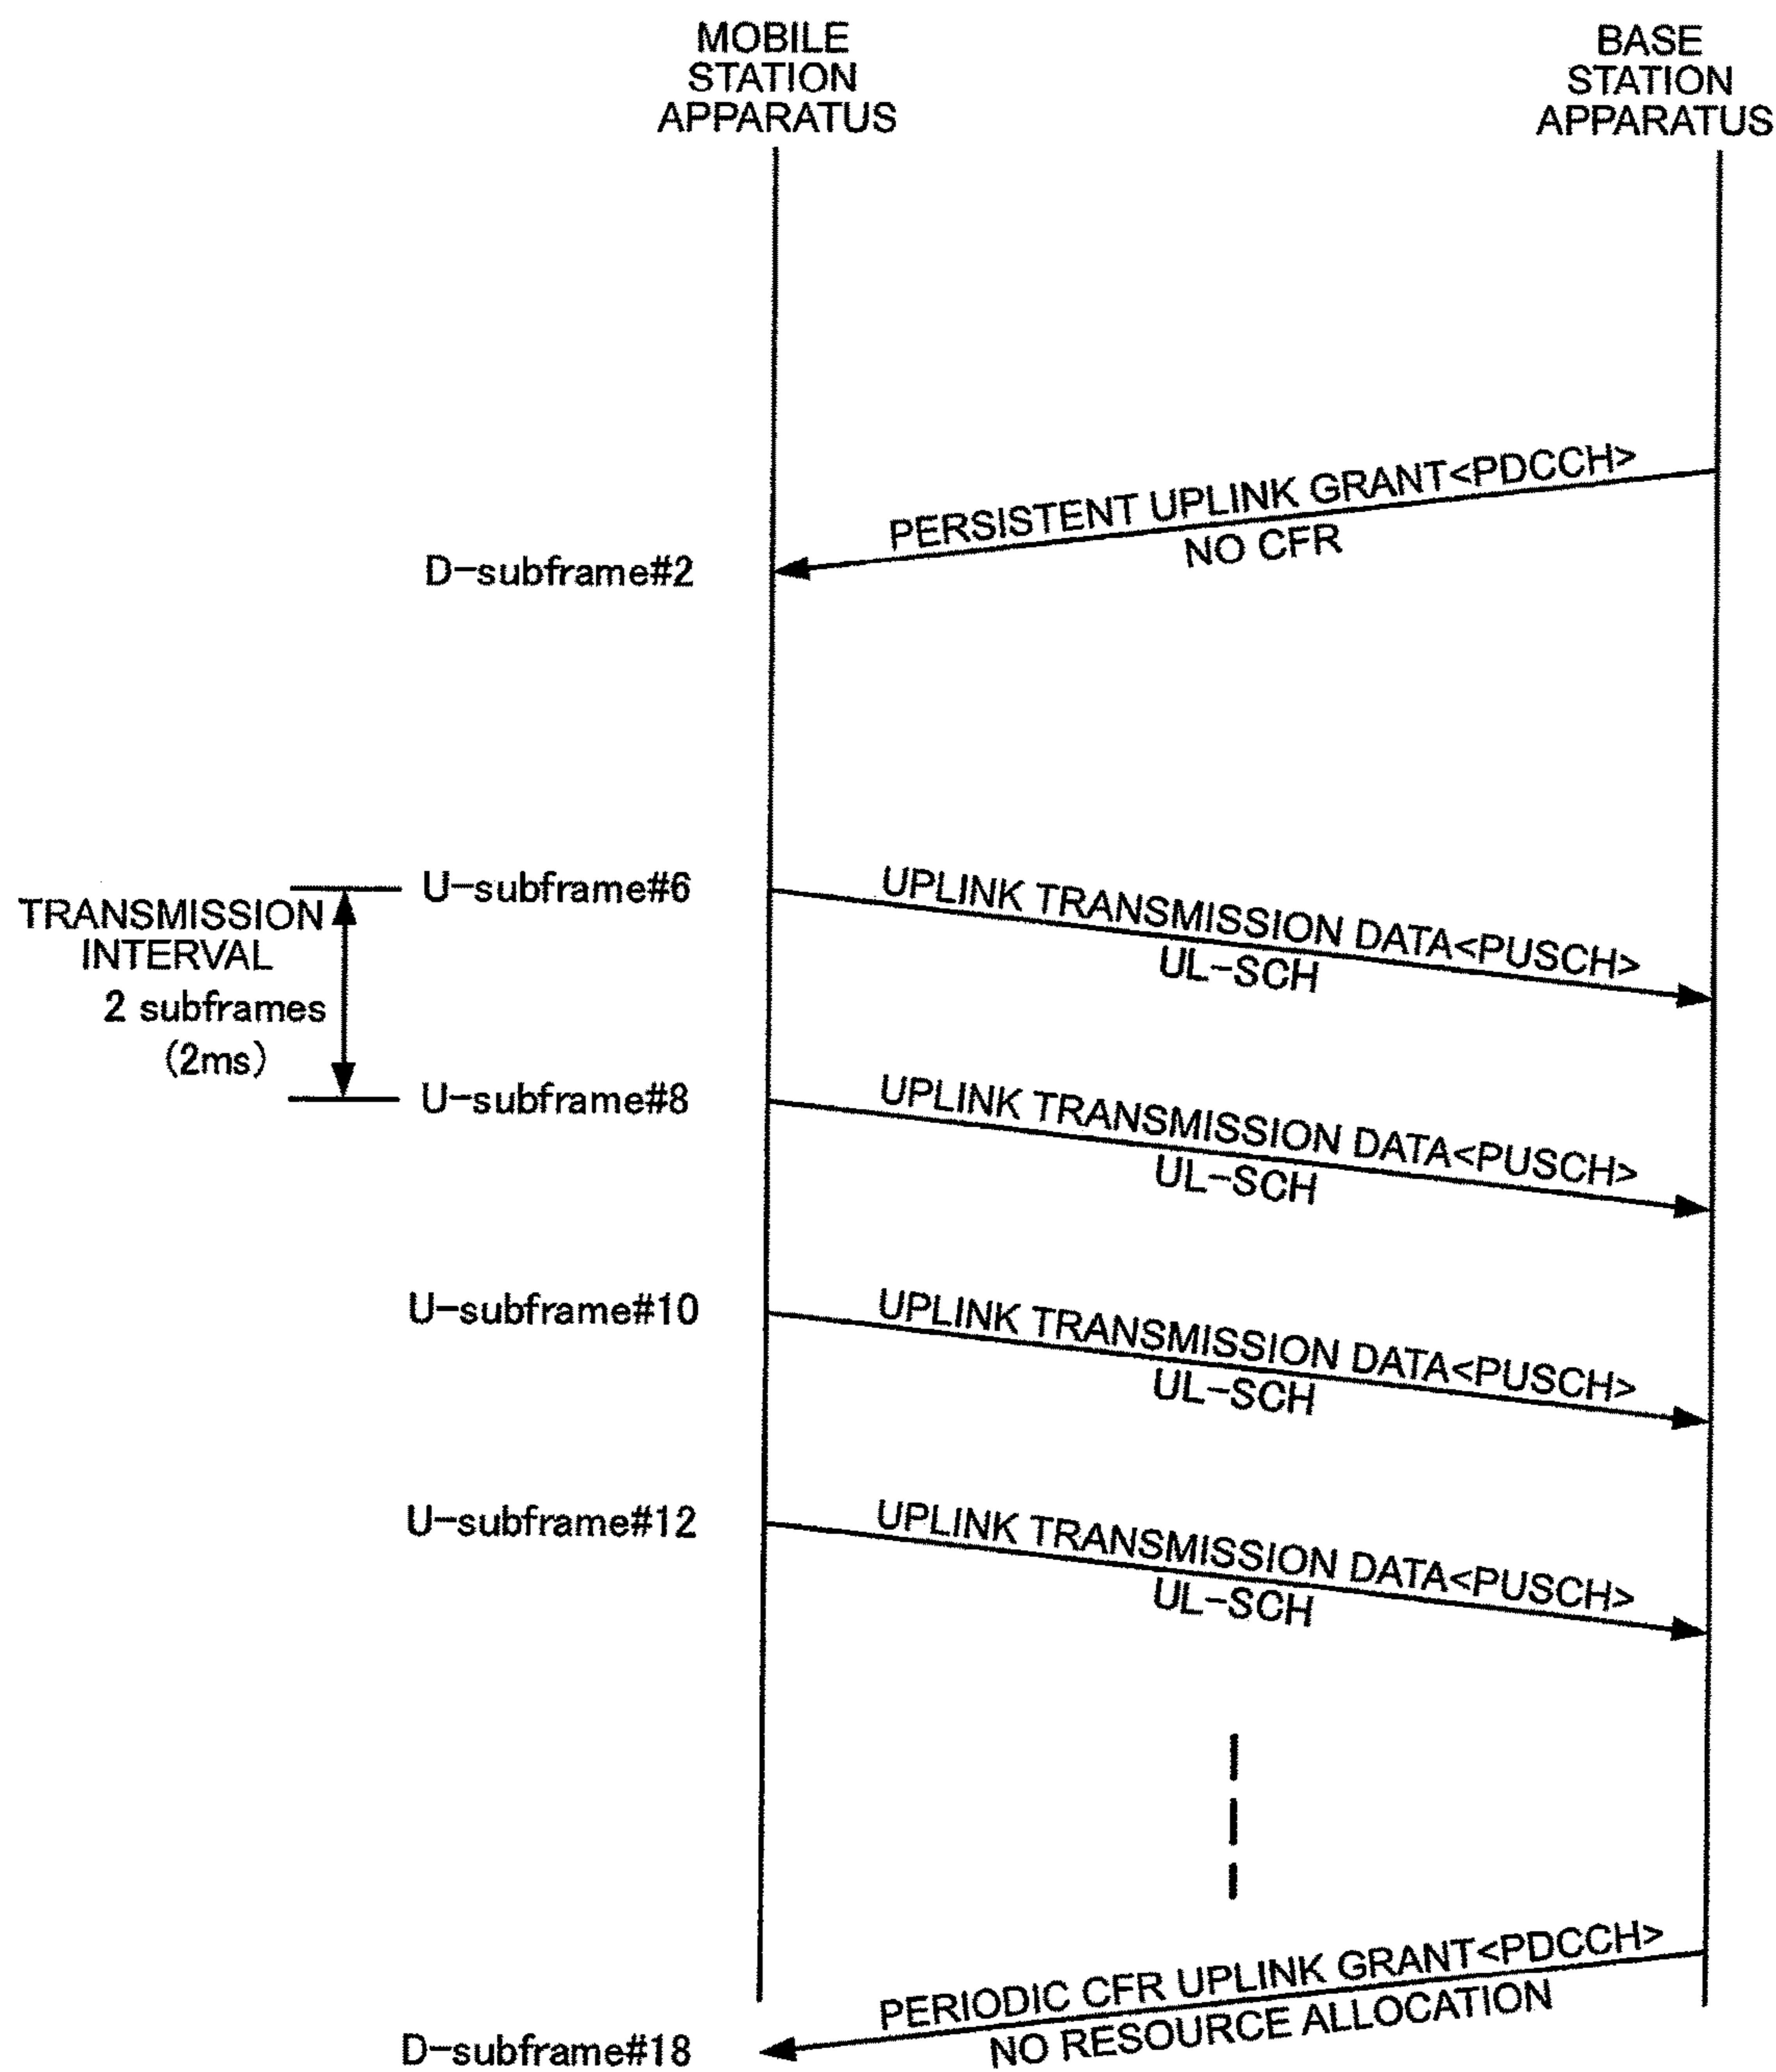 MOBILE
STATION
APPARATUS
BASE
STATION
APPARATUS
PERSISTENT UPLINK GRANT<PDCCH>
NO CFR
D-subframe#2
U-subframe#6
TRANSMISSION
INTERVAL
2 subframes
(2ms)
UPLINK TRANSMISSION DATA<PUSCH>
UL-SCH
U-subframe#8
UPLINK TRANSMISSION DATA<PUSCH>
UL-SCH
U-subframe#10
UPLINK TRANSMISSION DATA<PUSCH>
UL-SCH
U-subframe#12
UPLINK TRANSMISSION DATA<PUSCH>
UL-SCH
PERIODIC CFR UPLINK GRANT<PDCCH>
NO RESOURCE ALLOCATION
D-subframe#18